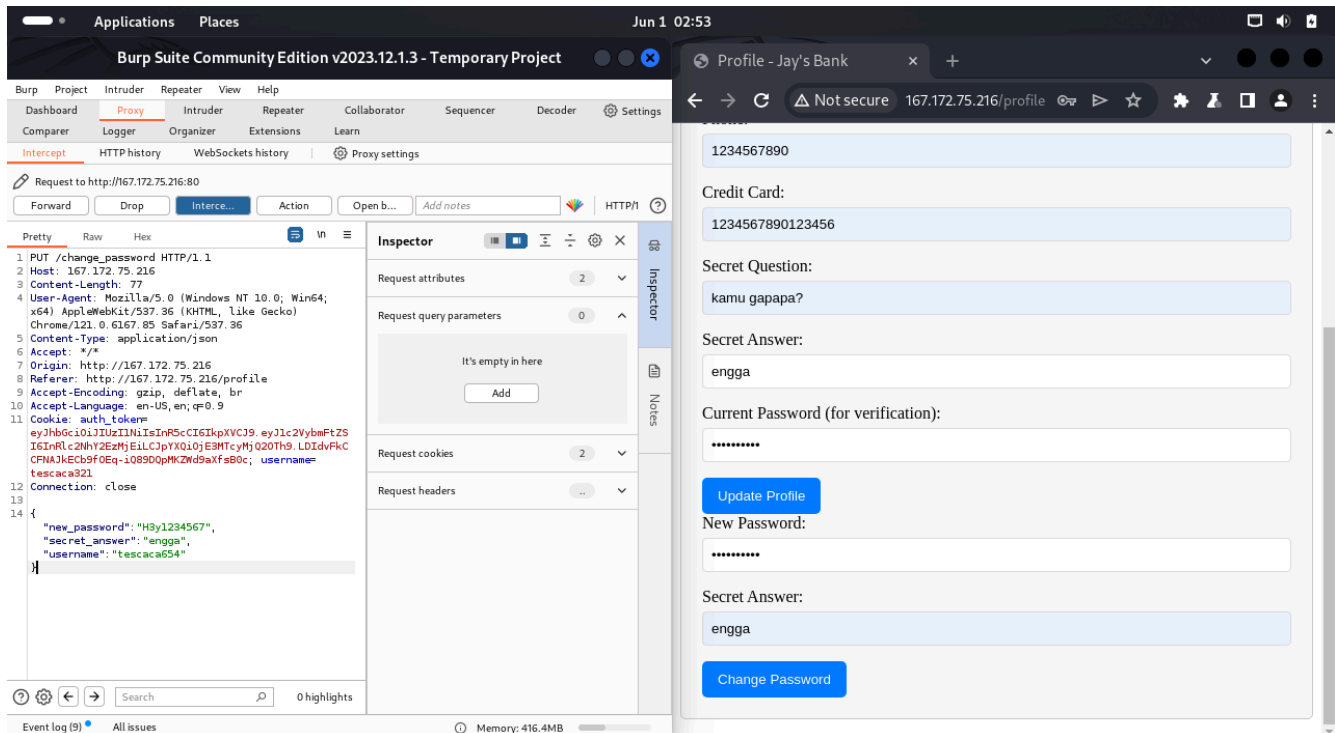 Applications Places Jun 1 02:53
Burp Suite Community Edition v2023.12.1.3 - Temporary Project
Burp Project Intruder Repeater View Help
Dashboard Proxy Intruder Repeater Collaborator Sequencer Decoder Settings
Comparer Logger Organizer Extensions Learn
Intercept HTTP history WebSockets history Proxy settings
Request to http://167.172.75.216:80
Forward Drop Interce... Action Open b... Add notes HTTP/1
Pretty Raw Hex \n
1 PUT /change_password HTTP/1.1
2 Host: 167.172.75.216
3 Content-Length: 77
4 User-Agent: Mozilla/5.0 (Windows NT 10.0; Win64;
x64) AppleWebKit/537.36 (KHTML, like Gecko)
Chrome/121.0.6167.85 Safari/537.36
5 Content-Type: application/json
6 Accept: */*
7 Origin: http://167.172.75.216
8 Referer: http://167.172.75.216/profile
9 Accept-Encoding: gzip, deflate, br
10 Accept-Language: en-US,en;q=0.9
11 Cookie: auth_token=
eyJhbGciOiJIUzI1NiIsInR5cCI6IkpXVCJ9.eyJ1c2VybmFtZS
I6InRlc2NhY2EzMjEiLCJpYXQiOjE3MTcyMjQ2OTh9.LDIdvFkC
CFNAJkECb9fOEq-iQ89DQpMKZWd9aXfsB0c; username=
tescaca321
12 Connection: close
13
14 {
"new_password":"H3y1234567",
"secret_answer":"engga",
"username":"tescaca654"
}
Search 0 highlights
Inspector
Request attributes 2
Request query parameters 0
It's empty in here
Add
Request cookies 2
Request headers ..
Inspector
Notes
Event log (9) All issues Memory: 416.4MB
Profile - Jay's Bank
Not secure 167.172.75.216/profile
1234567890
Credit Card:
1234567890123456
Secret Question:
kamu gapapa?
Secret Answer:
engga
Current Password (for verification):
••••••••••
Update Profile
New Password:
••••••••••
Secret Answer:
engga
Change Password